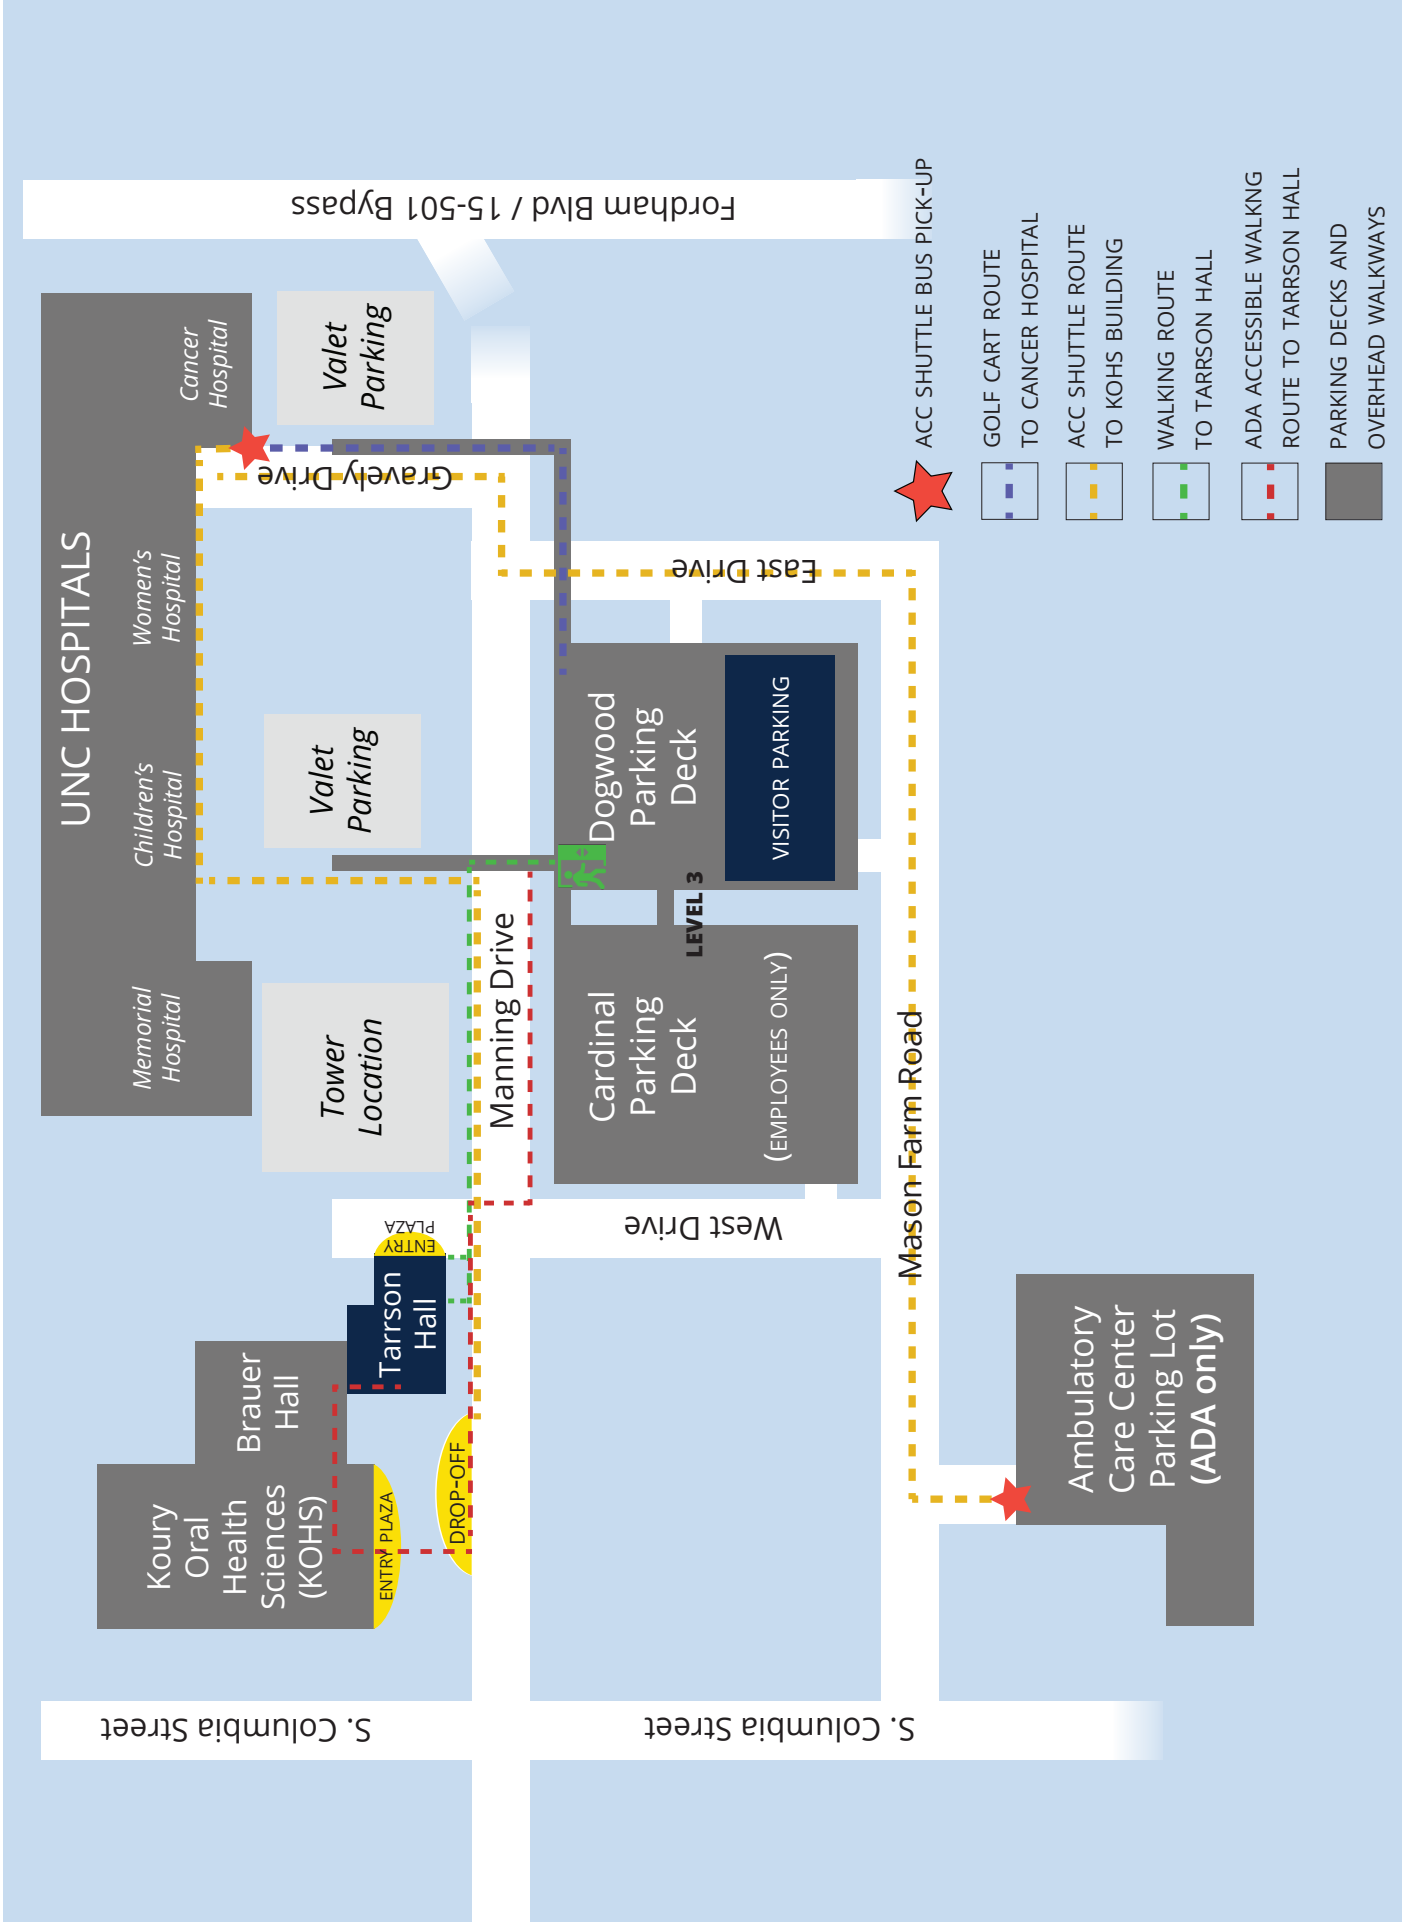 UNC HOSPITALS
Memorial
Hospital
Children's
Hospital
Women's
Hospital
Cancer
Hospital
Koury
Oral
Health
Sciences
(KOHS)
ENTRY PLAZA
Brauer
Hall
Tarrson
Hall
ENTRY
PLAZA
DROP-OFF
Tower
Location
Valet
Parking
Valet
Parking
Gravely Drive
Fordham Blvd / 15-501 Bypass
S. Columbia Street
S. Columbia Street
Manning Drive
West Drive
East Drive
Cardinal
Parking
Deck
(EMPLOYEES ONLY)
LEVEL 3
Dogwood
Parking
Deck
VISITOR PARKING
Mason Farm Road
Ambulatory
Care Center
Parking Lot
(ADA only)
ACC SHUTTLE BUS PICK-UP
GOLF CART ROUTE
TO CANCER HOSPITAL
ACC SHUTTLE ROUTE
TO KOHS BUILDING
WALKING ROUTE
TO TARRSON HALL
ADA ACCESSIBLE WALKNG
ROUTE TO TARRSON HALL
PARKING DECKS AND
OVERHEAD WALKWAYS